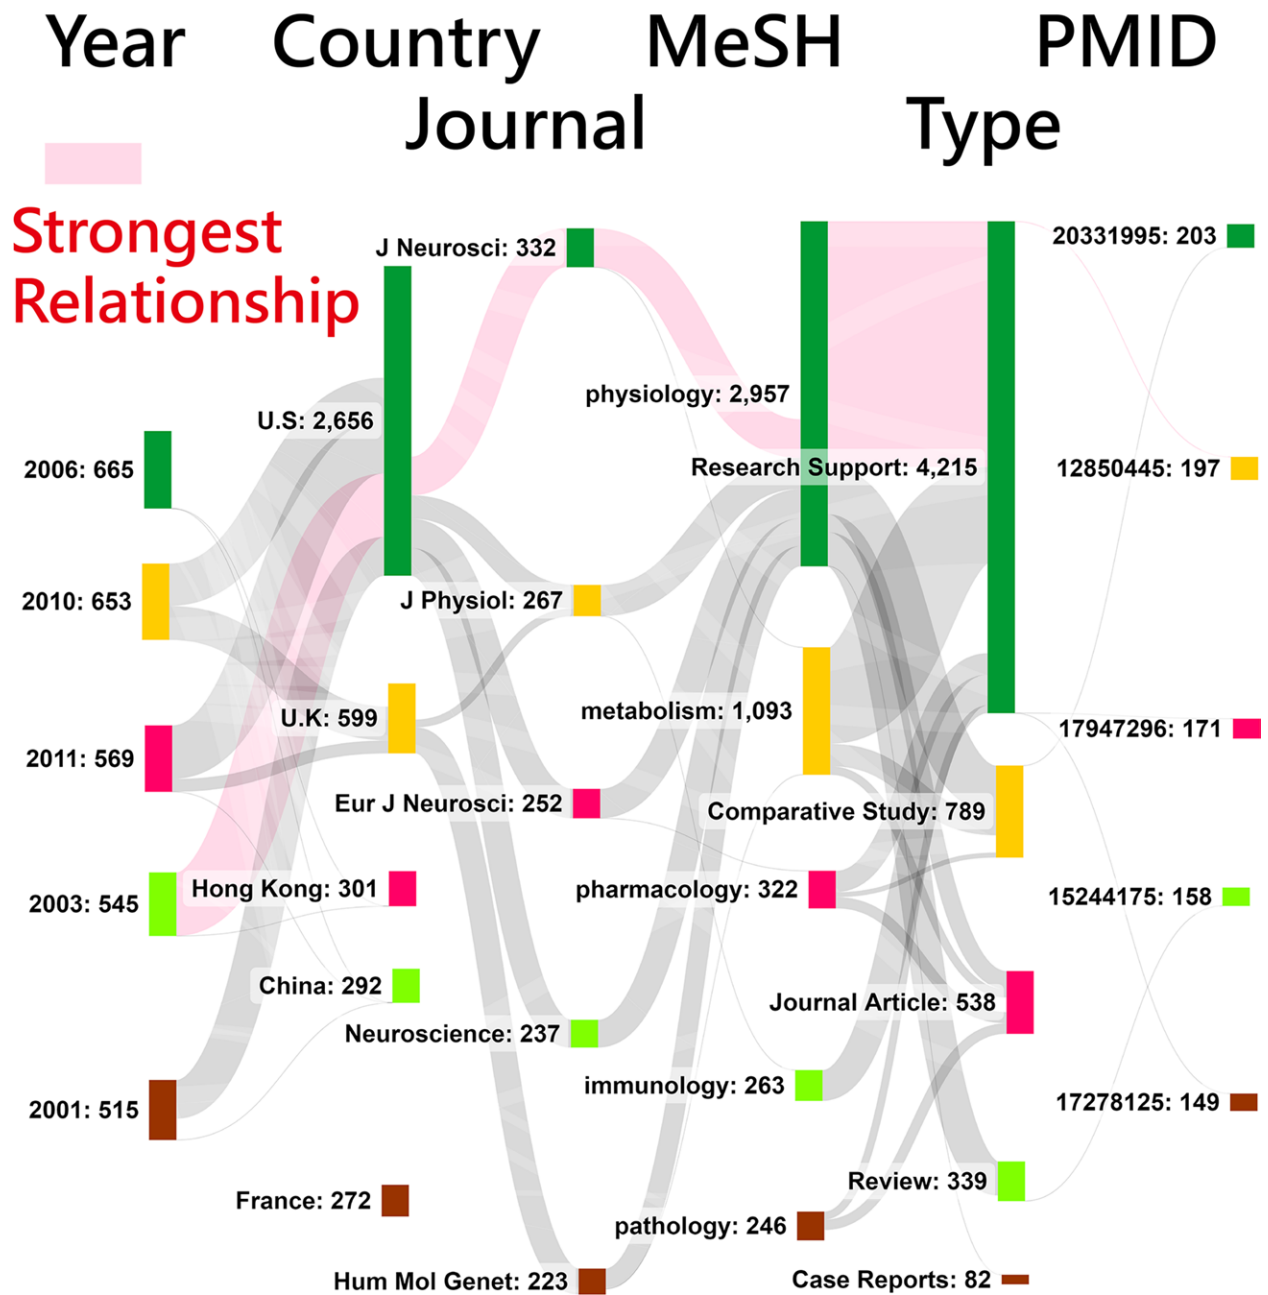 Year Country MeSH PMID
Journal Type
Strongest
Relationship
J Neurosci: 332
20331995: 203
physiology: 2,957
U.S: 2,656
2006: 665
Research Support: 4,215
12850445: 197
2010: 653
J Physiol: 267
U.K: 599
metabolism: 1,093
17947296: 171
2011: 569
Eur J Neurosci: 252
Comparative Study: 789
Hong Kong: 301
pharmacology: 322
15244175: 158
2003: 545
China: 292
Journal Article: 538
Neuroscience: 237
immunology: 263
17278125: 149
2001: 515
Review: 339
France: 272
pathology: 246
Hum Mol Genet: 223
Case Reports: 82